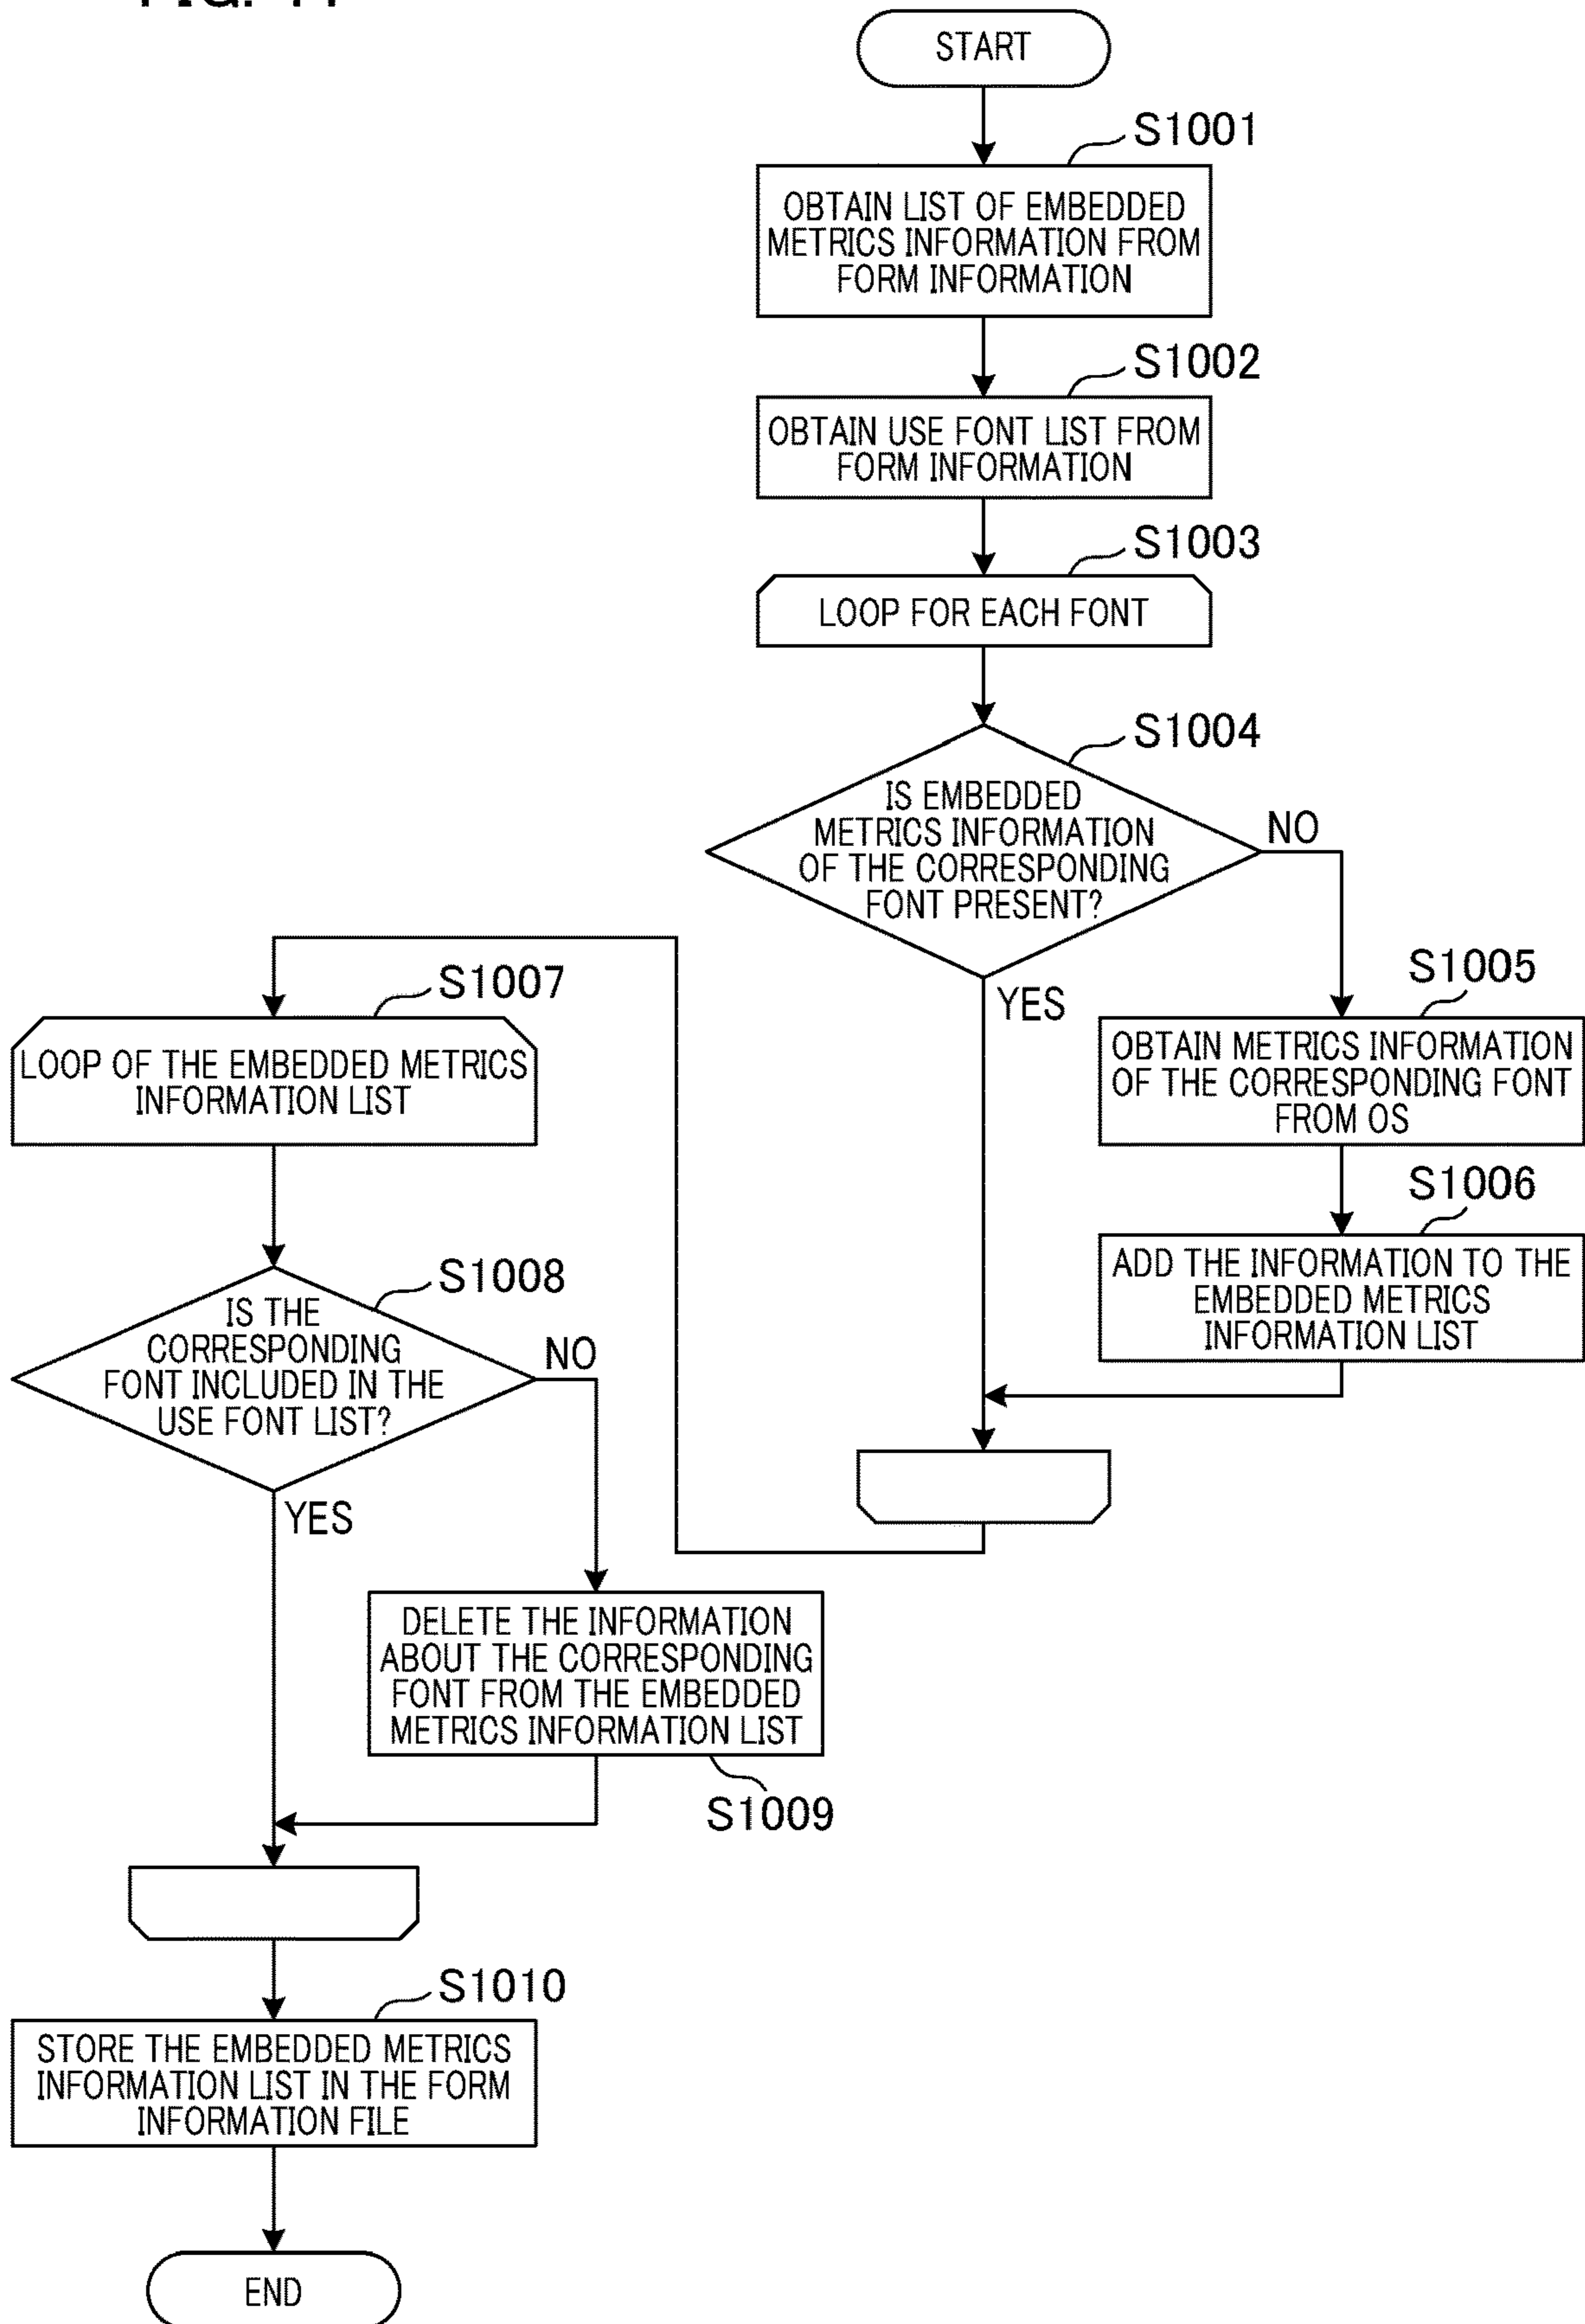 START
S1001
OBTAIN LIST OF EMBEDDED
METRICS INFORMATION FROM
FORM INFORMATION
S1002
OBTAIN USE FONT LIST FROM
FORM INFORMATION
S1003
LOOP FOR EACH FONT
S1004
IS EMBEDDED
METRICS INFORMATION
OF THE CORRESPONDING
FONT PRESENT?
NO
YES
S1005
OBTAIN METRICS INFORMATION
OF THE CORRESPONDING FONT
FROM OS
S1006
ADD THE INFORMATION TO THE
EMBEDDED METRICS
INFORMATION LIST
S1007
LOOP OF THE EMBEDDED METRICS
INFORMATION LIST
S1008
IS THE
CORRESPONDING
FONT INCLUDED IN THE
USE FONT LIST?
NO
YES
DELETE THE INFORMATION
ABOUT THE CORRESPONDING
FONT FROM THE EMBEDDED
METRICS INFORMATION LIST
S1009
S1010
STORE THE EMBEDDED METRICS
INFORMATION LIST IN THE FORM
INFORMATION FILE
END